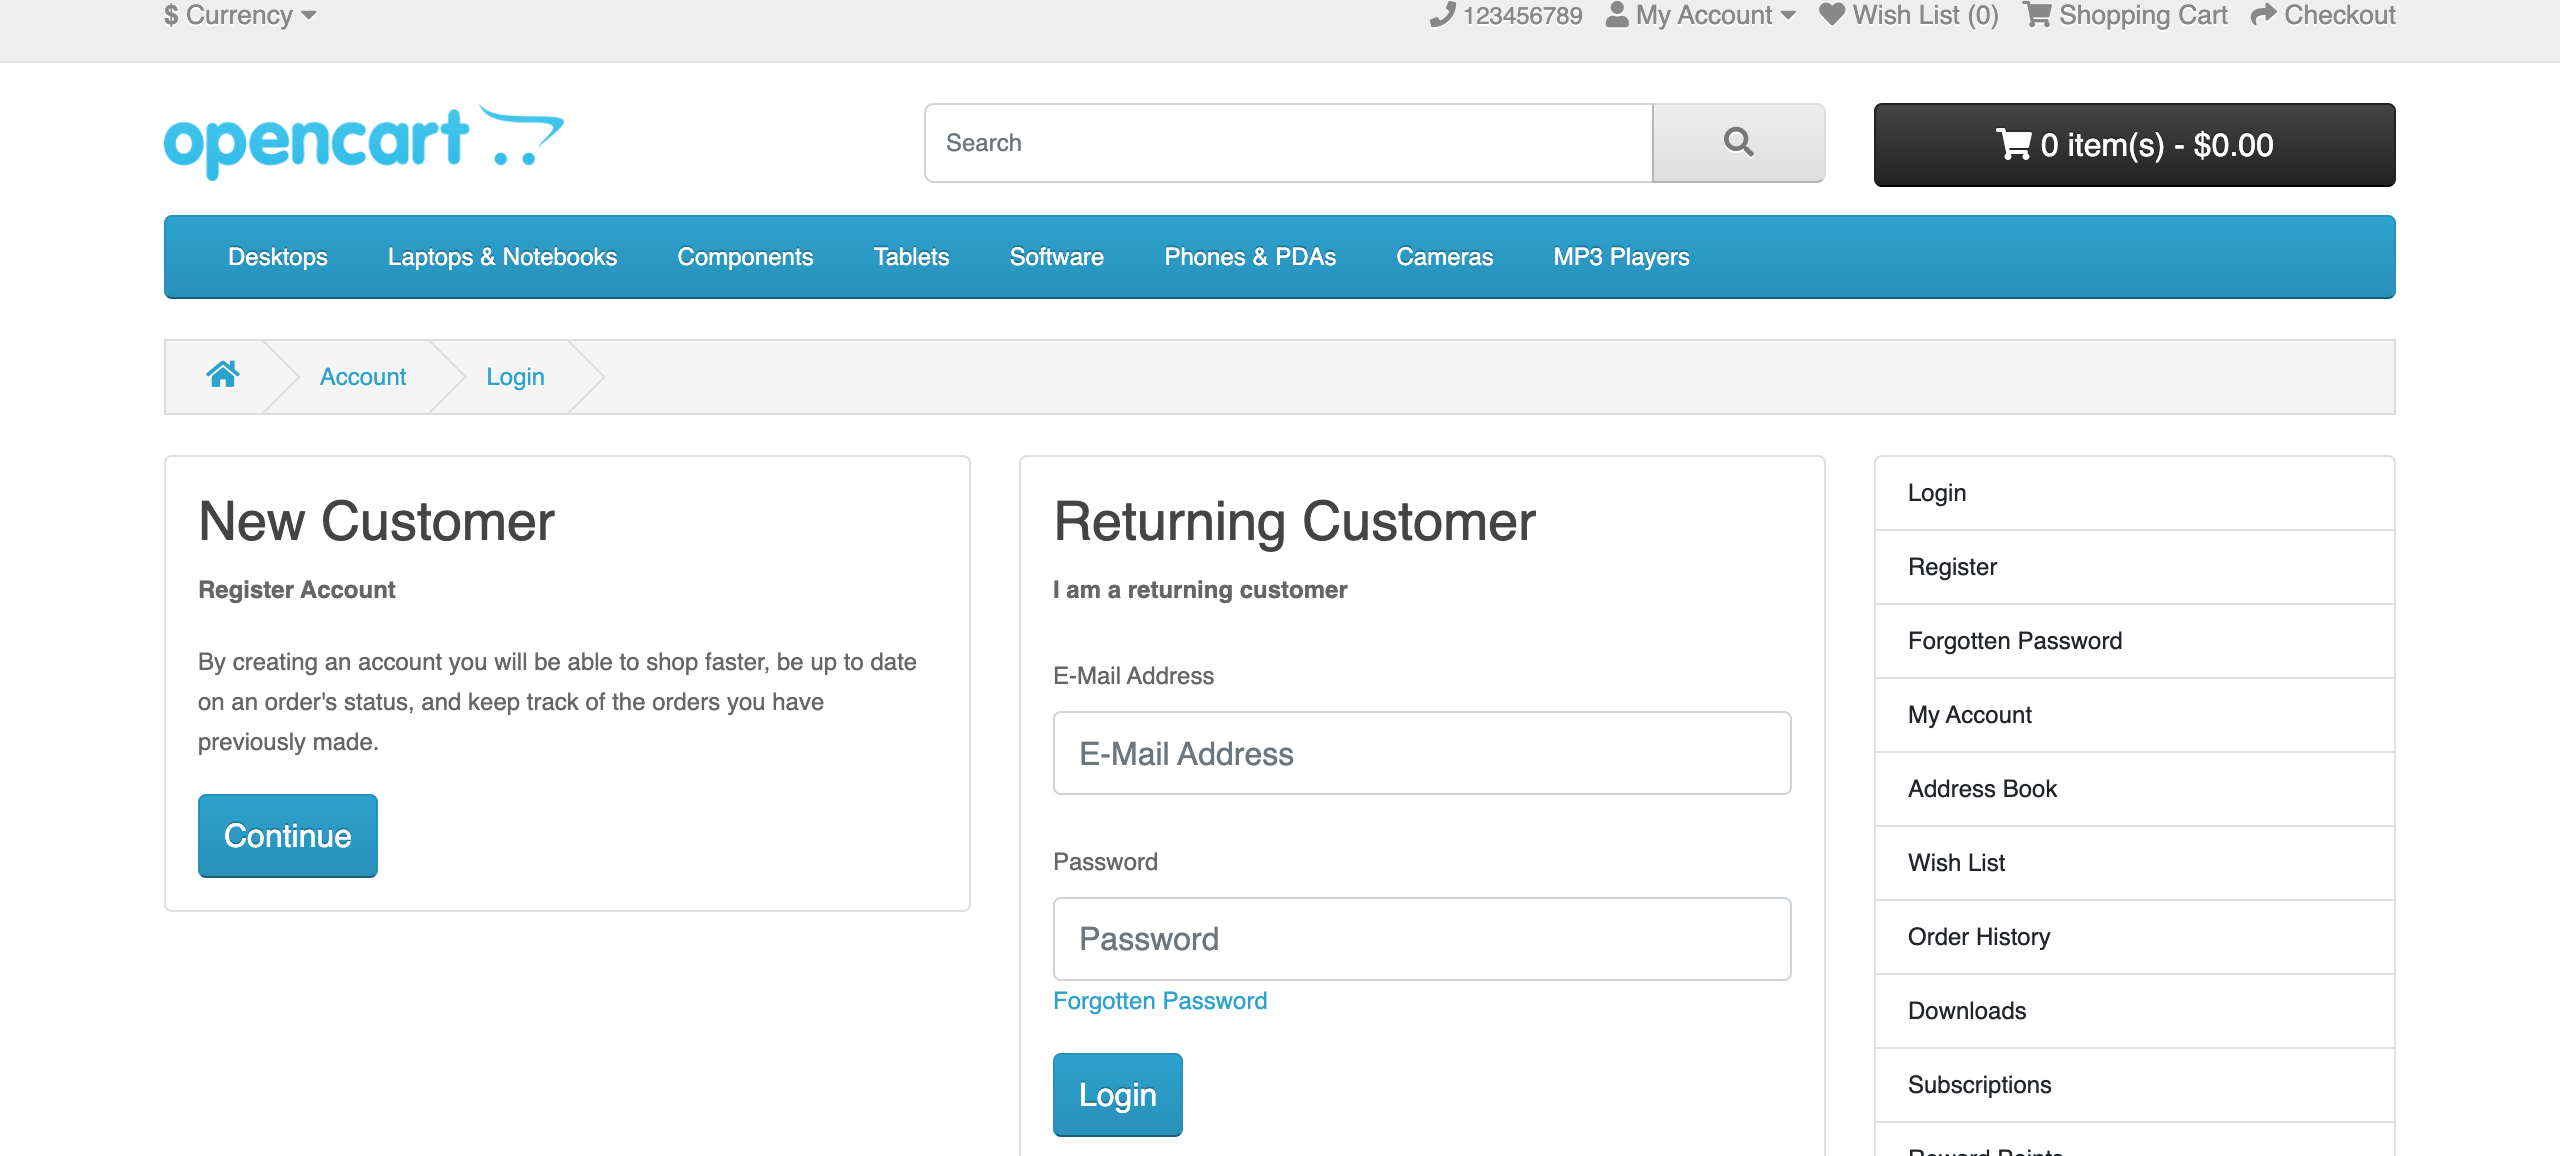 $ Currency
123456789 My Account Wish List (0) Shopping Cart Checkout
opencart
Search
0 item(s) - $0.00
Desktops Laptops & Notebooks Components Tablets Software Phones & PDAs Cameras MP3 Players
Account Login
New Customer
Register Account
By creating an account you will be able to shop faster, be up to date
on an order's status, and keep track of the orders you have
previously made.
Continue
Returning Customer
I am a returning customer
E-Mail Address
E-Mail Address
Password
Password
Forgotten Password
Login
Login
Register
Forgotten Password
My Account
Address Book
Wish List
Order History
Downloads
Subscriptions
Reward Points